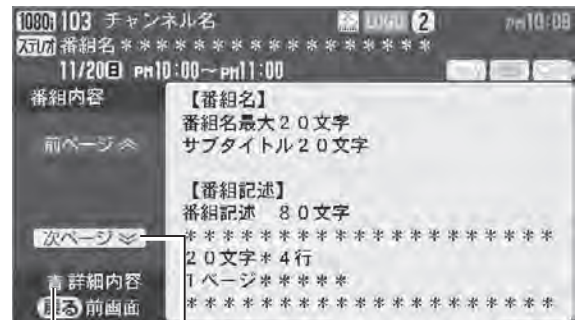 1080i 103 チャンネル名 LOGO 2 PM10:08
ステレオ 番組名＊＊＊＊＊＊＊＊＊＊＊＊＊＊＊＊＊
11/20日 PM10:00～PM11:00
番組内容
前ページ
次ページ
青 詳細内容
戻る 前画面
【番組名】
番組名最大20文字
サブタイトル20文字
【番組記述】
番組記述 80文字
＊＊＊＊＊＊＊＊＊＊＊＊＊＊＊＊＊＊＊＊
20文字＊4行
1ページ＊＊＊＊＊
＊＊＊＊＊＊＊＊＊＊＊＊＊＊＊＊＊＊＊＊